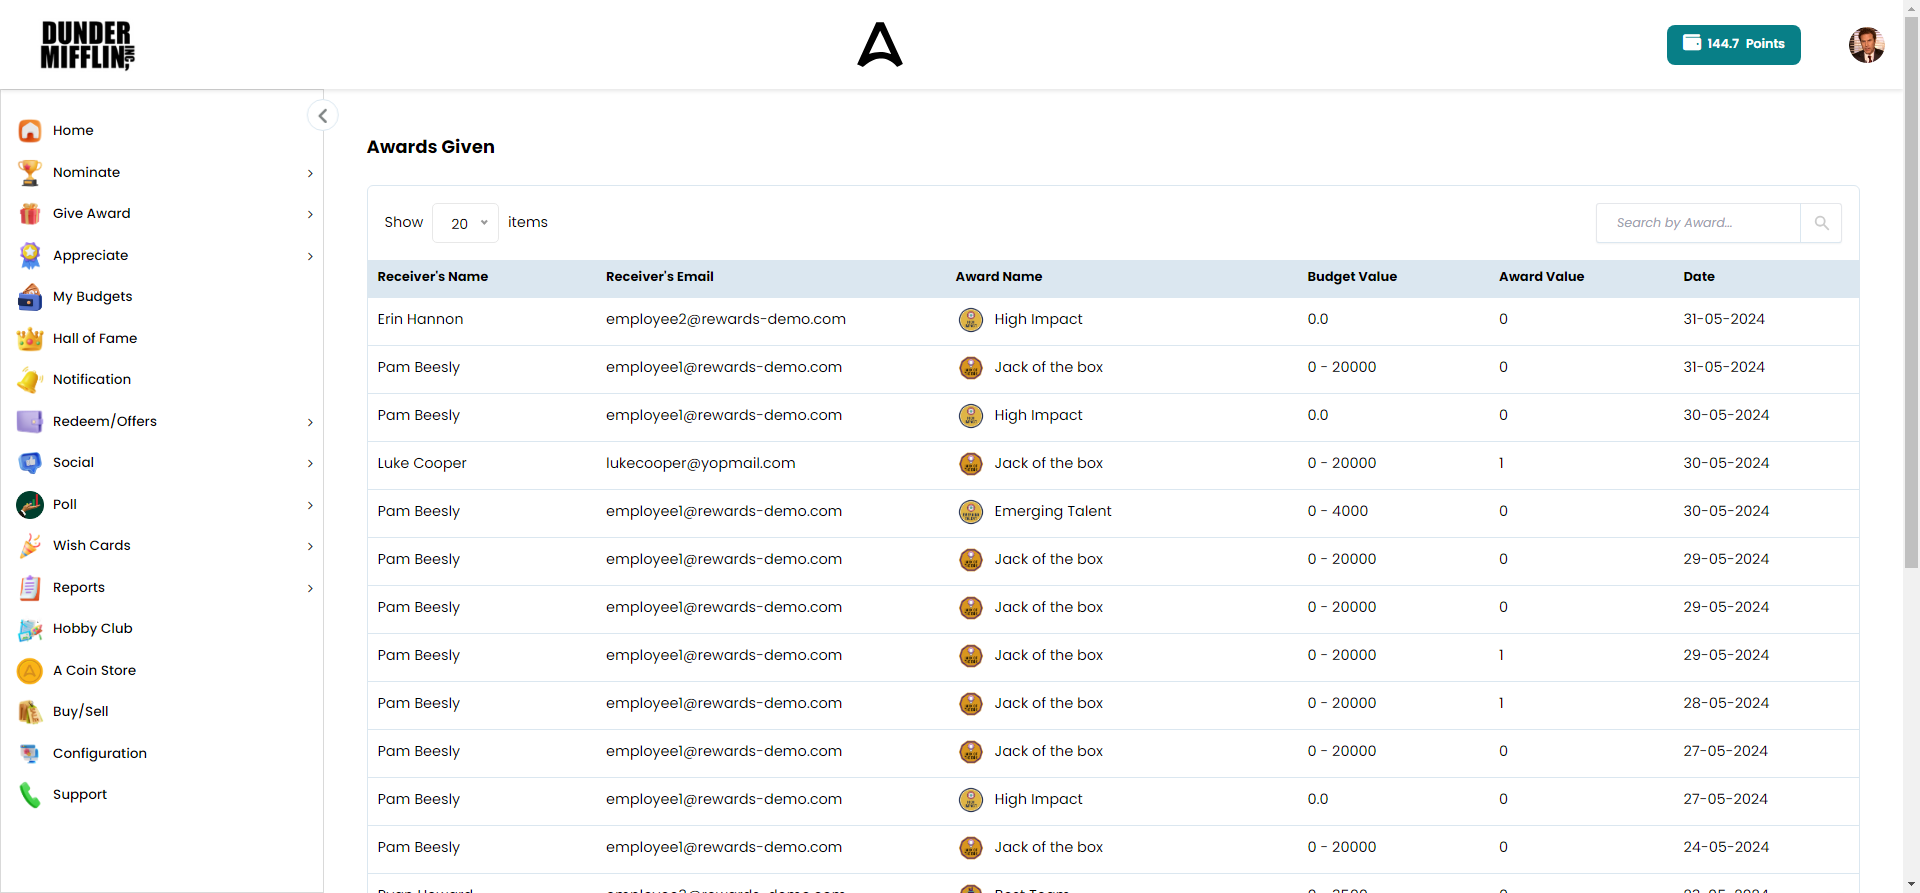 DUNDER
MIFFLIN INC,
144.7 Points
Home
Nominate
Give Award
Appreciate
My Budgets
Hall of Fame
Notification
Redeem/Offers
Social
Poll
Wish Cards
Reports
Hobby Club
A Coin Store
Buy/Sell
Configuration
Support
Awards Given
Show 20 items
Search by Award...
Receiver's Name Receiver's Email Award Name Budget Value Award Value Date
Erin Hannon employee2@rewards-demo.com High Impact 0.0 0 31-05-2024
Pam Beesly employee1@rewards-demo.com Jack of the box 0 - 20000 0 31-05-2024
Pam Beesly employee1@rewards-demo.com High Impact 0.0 0 30-05-2024
Luke Cooper lukecooper@yopmail.com Jack of the box 0 - 20000 1 30-05-2024
Pam Beesly employee1@rewards-demo.com Emerging Talent 0 - 4000 0 30-05-2024
Pam Beesly employee1@rewards-demo.com Jack of the box 0 - 20000 0 29-05-2024
Pam Beesly employee1@rewards-demo.com Jack of the box 0 - 20000 0 29-05-2024
Pam Beesly employee1@rewards-demo.com Jack of the box 0 - 20000 1 29-05-2024
Pam Beesly employee1@rewards-demo.com Jack of the box 0 - 20000 1 28-05-2024
Pam Beesly employee1@rewards-demo.com Jack of the box 0 - 20000 0 27-05-2024
Pam Beesly employee1@rewards-demo.com High Impact 0.0 0 27-05-2024
Pam Beesly employee1@rewards-demo.com Jack of the box 0 - 20000 0 24-05-2024